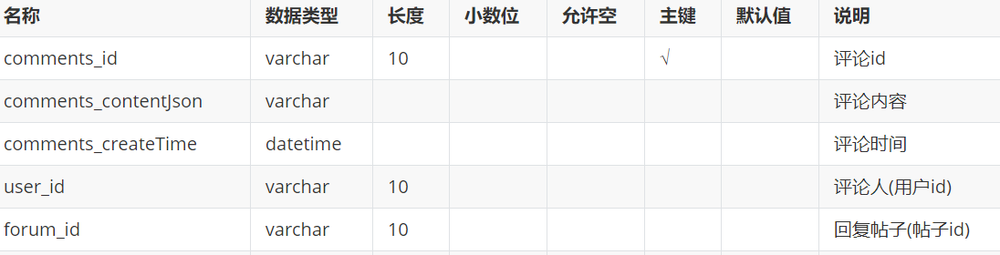 名称 数据类型 长度 小数位 允许空 主键 默认值 说明
comments_id varchar 10 √ 评论id
comments_contentJson varchar 评论内容
comments_createTime datetime 评论时间
user_id varchar 10 评论人(用户id)
forum_id varchar 10 回复帖子(帖子id)